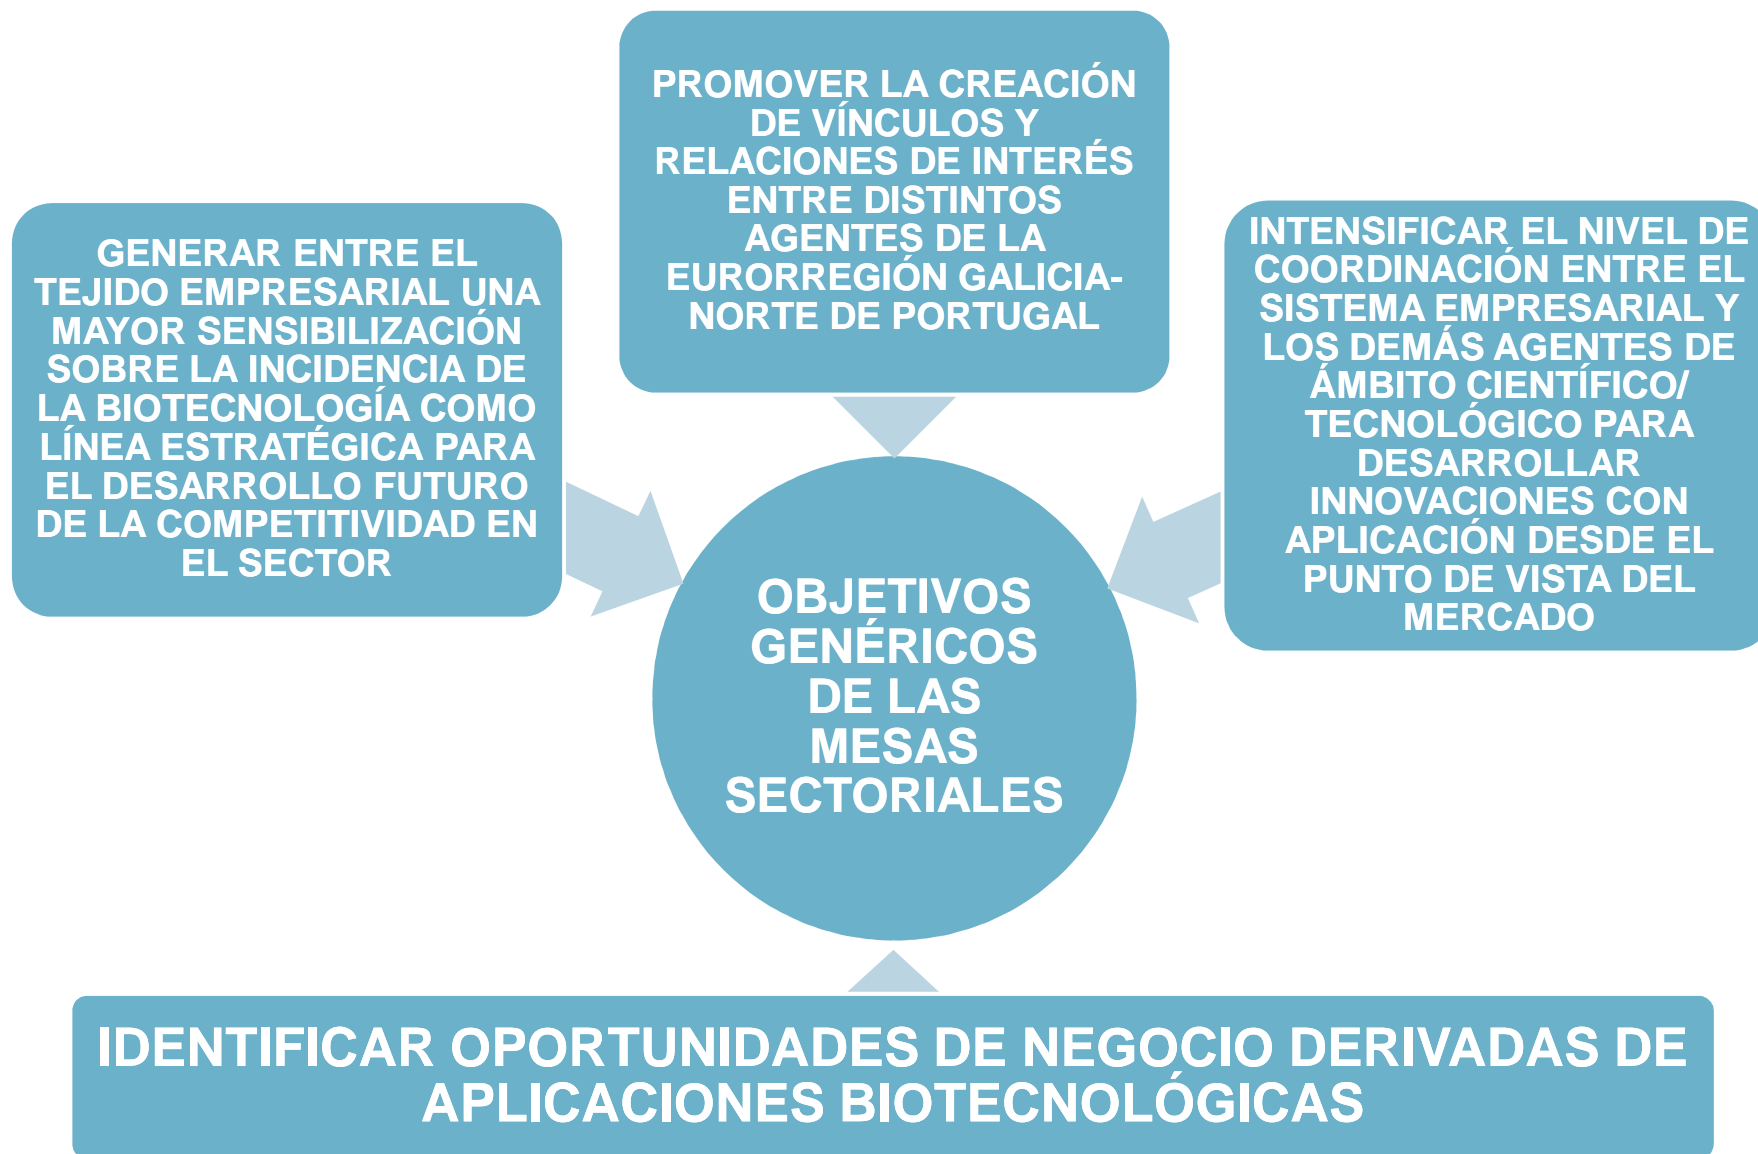 PROMOVER LA CREACIÓN
DE VÍNCULOS Y
RELACIONES DE INTERÉS
ENTRE DISTINTOS
AGENTES DE LA
EURORREGIÓN GALICIA-
NORTE DE PORTUGAL
GENERAR ENTRE EL
TEJIDO EMPRESARIAL UNA
MAYOR SENSIBILIZACIÓN
SOBRE LA INCIDENCIA DE
LA BIOTECNOLOGÍA COMO
LÍNEA ESTRATÉGICA PARA
EL DESARROLLO FUTURO
DE LA COMPETITIVIDAD EN
EL SECTOR
INTENSIFICAR EL NIVEL DE
COORDINACIÓN ENTRE EL
SISTEMA EMPRESARIAL Y
LOS DEMÁS AGENTES DE
ÁMBITO CIENTÍFICO/
TECNOLÓGICO PARA
DESARROLLAR
INNOVACIONES CON
APLICACIÓN DESDE EL
PUNTO DE VISTA DEL
MERCADO
OBJETIVOS
GENÉRICOS
DE LAS
MESAS
SECTORIALES
IDENTIFICAR OPORTUNIDADES DE NEGOCIO DERIVADAS DE
APLICACIONES BIOTECNOLÓGICAS